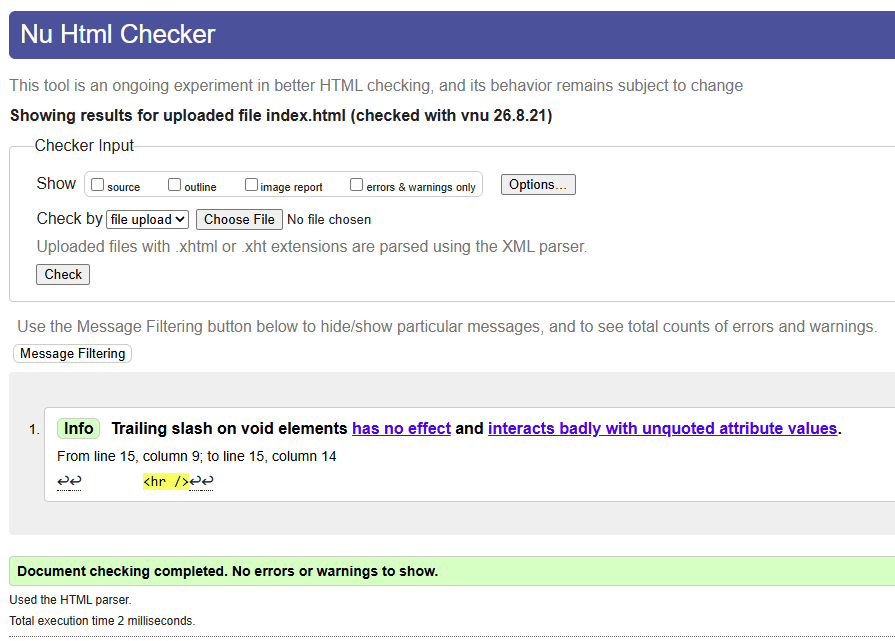 Nu Html Checker
This tool is an ongoing experiment in better HTML checking, and its behavior remains subject to change
Showing results for uploaded file index.html (checked with vnu 26.8.21)
Checker Input
Show source outline image report errors & warnings only Options...
Check by file upload Choose File No file chosen
Uploaded files with .xhtml or .xht extensions are parsed using the XML parser.
Check
Use the Message Filtering button below to hide/show particular messages, and to see total counts of errors and warnings.
Message Filtering
1. Info Trailing slash on void elements has no effect and interacts badly with unquoted attribute values.
From line 15, column 9; to line 15, column 14
↩↩ <hr />↩↩
Document checking completed. No errors or warnings to show.
Used the HTML parser.
Total execution time 2 milliseconds.